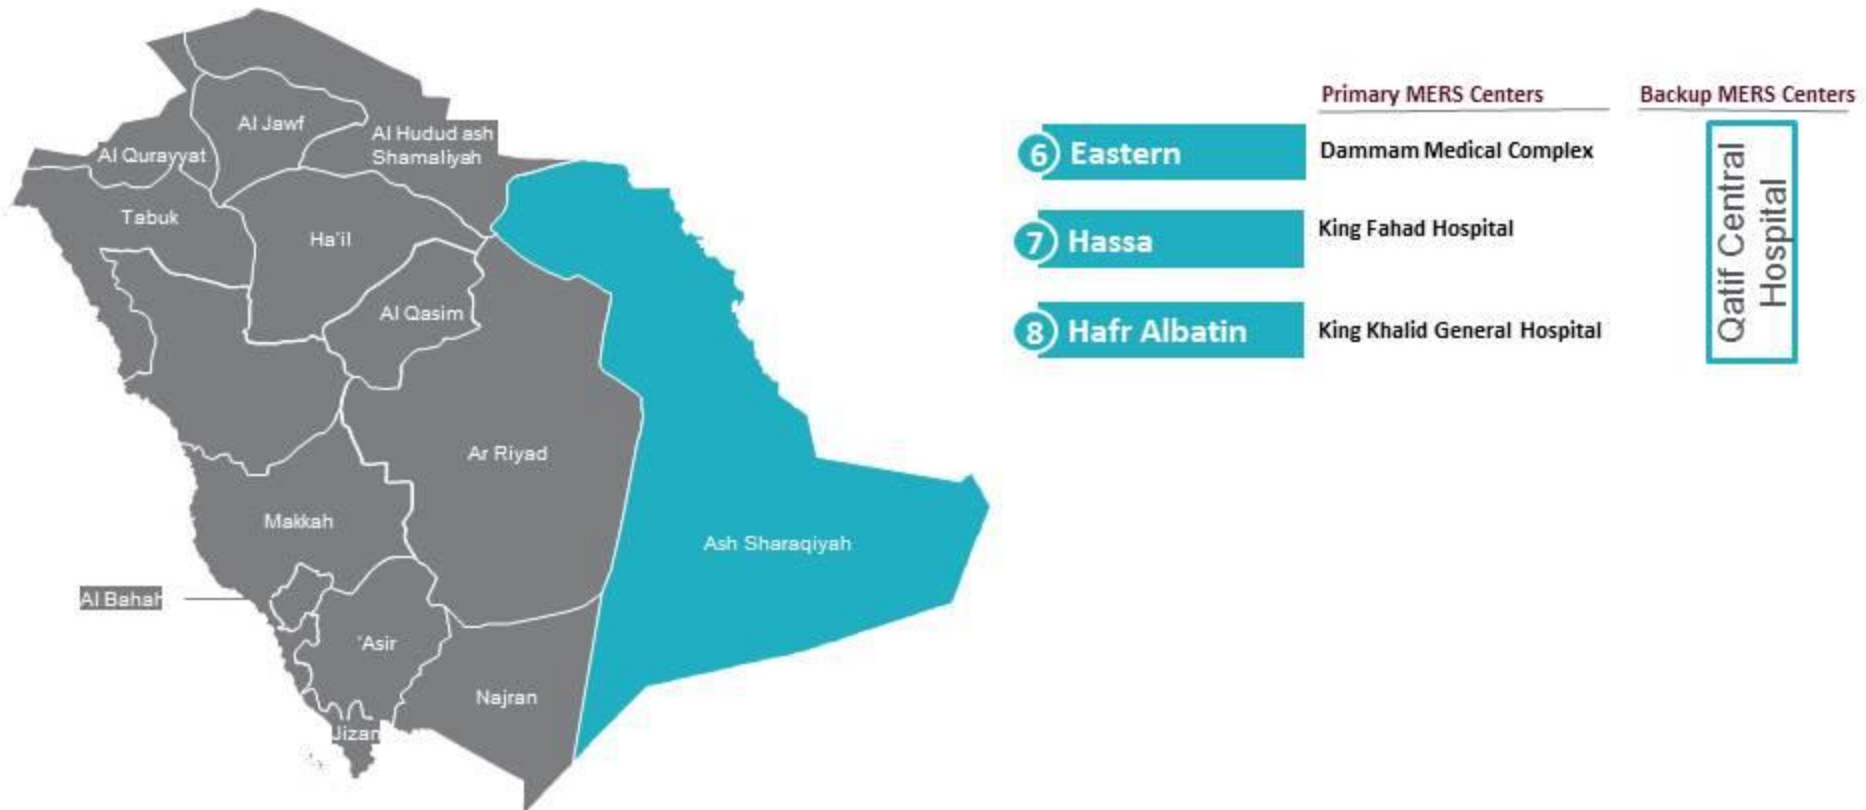 Al Jawf
Al Hudud ash
Shamaliyah
Al Qurayyat
Tabuk
Ha'il
Al Qasim
Ar Riyad
Makkah
Ash Sharaqiyah
Al Bahah
'Asir
Najran
Jizan
Primary MERS Centers
Backup MERS Centers
6 Eastern
Dammam Medical Complex
7 Hassa
King Fahad Hospital
8 Hafr Albatin
King Khalid General Hospital
Qatif Central
Hospital